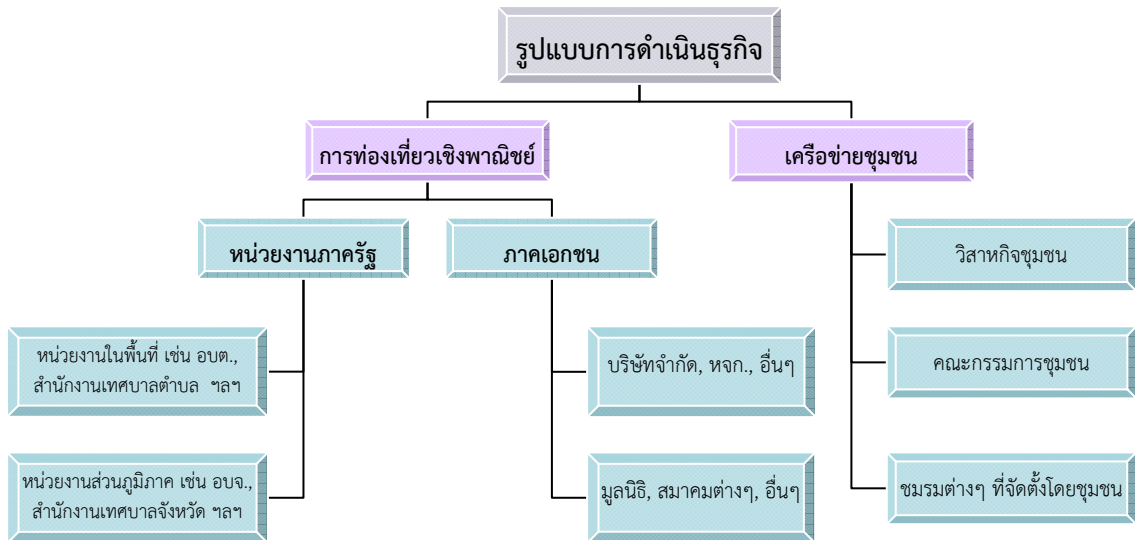 รูปแบบการดำเนินธุรกิจ
การท่องเที่ยวเชิงพาณิชย์
เครือข่ายชุมชน
หน่วยงานภาครัฐ
ภาคเอกชน
วิสาหกิจชุมชน
หน่วยงานในพื้นที่ เช่น อบต.,
สำนักงานเทศบาลตำบล ฯลฯ
บริษัทจำกัด, หจก., อื่นๆ
คณะกรรมการชุมชน
หน่วยงานส่วนภูมิภาค เช่น อบจ.,
สำนักงานเทศบาลจังหวัด ฯลฯ
มูลนิธิ, สมาคมต่างๆ, อื่นๆ
ชมรมต่างๆ ที่จัดตั้งโดยชุมชน